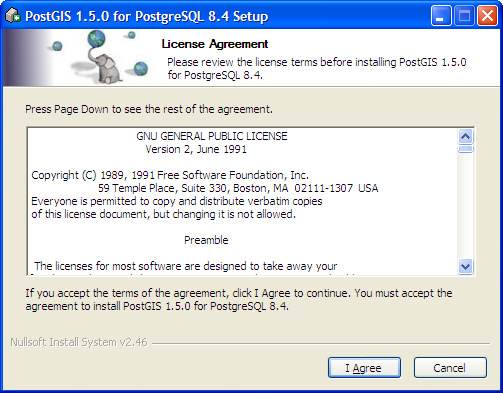 PostGIS 1.5.0 for PostgreSQL 8.4 Setup
License Agreement
Please review the license terms before installing PostGIS 1.5.0
for PostgreSQL 8.4.
Press Page Down to see the rest of the agreement.
GNU GENERAL PUBLIC LICENSE
Version 2, June 1991
Copyright (C) 1989, 1991 Free Software Foundation, Inc.
59 Temple Place, Suite 330, Boston, MA 02111-1307 USA
Everyone is permitted to copy and distribute verbatim copies
of this license document, but changing it is not allowed.
Preamble
The licenses for most software are designed to take away your
If you accept the terms of the agreement, click I Agree to continue. You must accept the
agreement to install PostGIS 1.5.0 for PostgreSQL 8.4.
Nullsoft Install System v2.46
I Agree
Cancel